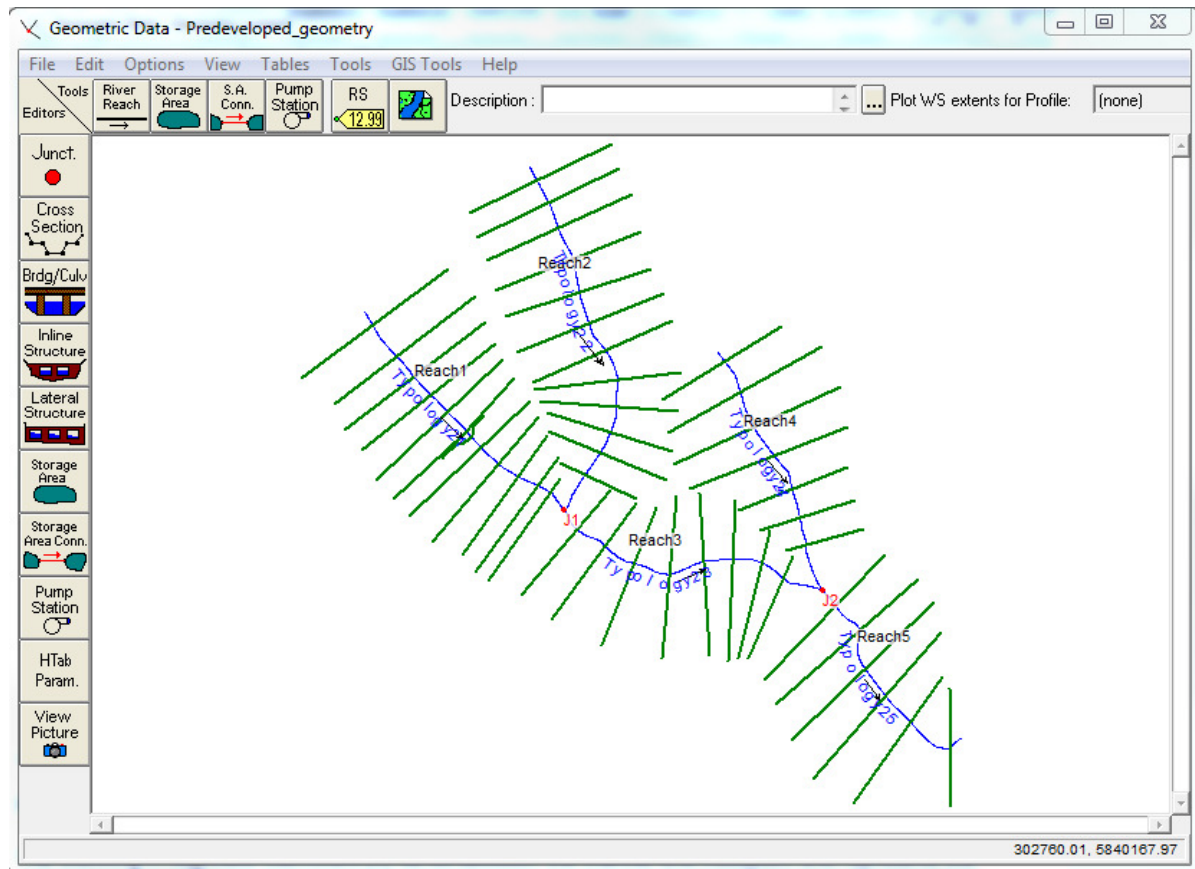 Geometric Data - Predeveloped_geometry
File Edit Options View Tables Tools GIS Tools Help
Tools
Editors
River
Reach
Storage
Area
S.A.
Conn.
Pump
Station
RS
12.99
Description :
...
Plot WS extents for Profile:
(none)
Junct.
Cross
Section
Brdg/Culv
Inline
Structure
Lateral
Structure
Storage
Area
Storage
Area Conn.
Pump
Station
HTab
Param.
View
Picture
Reach2
Typology22
Reach1
Reach4
J1
Reach3
Typology23
J2
Reach5
Typology25
302760.01, 5840167.97